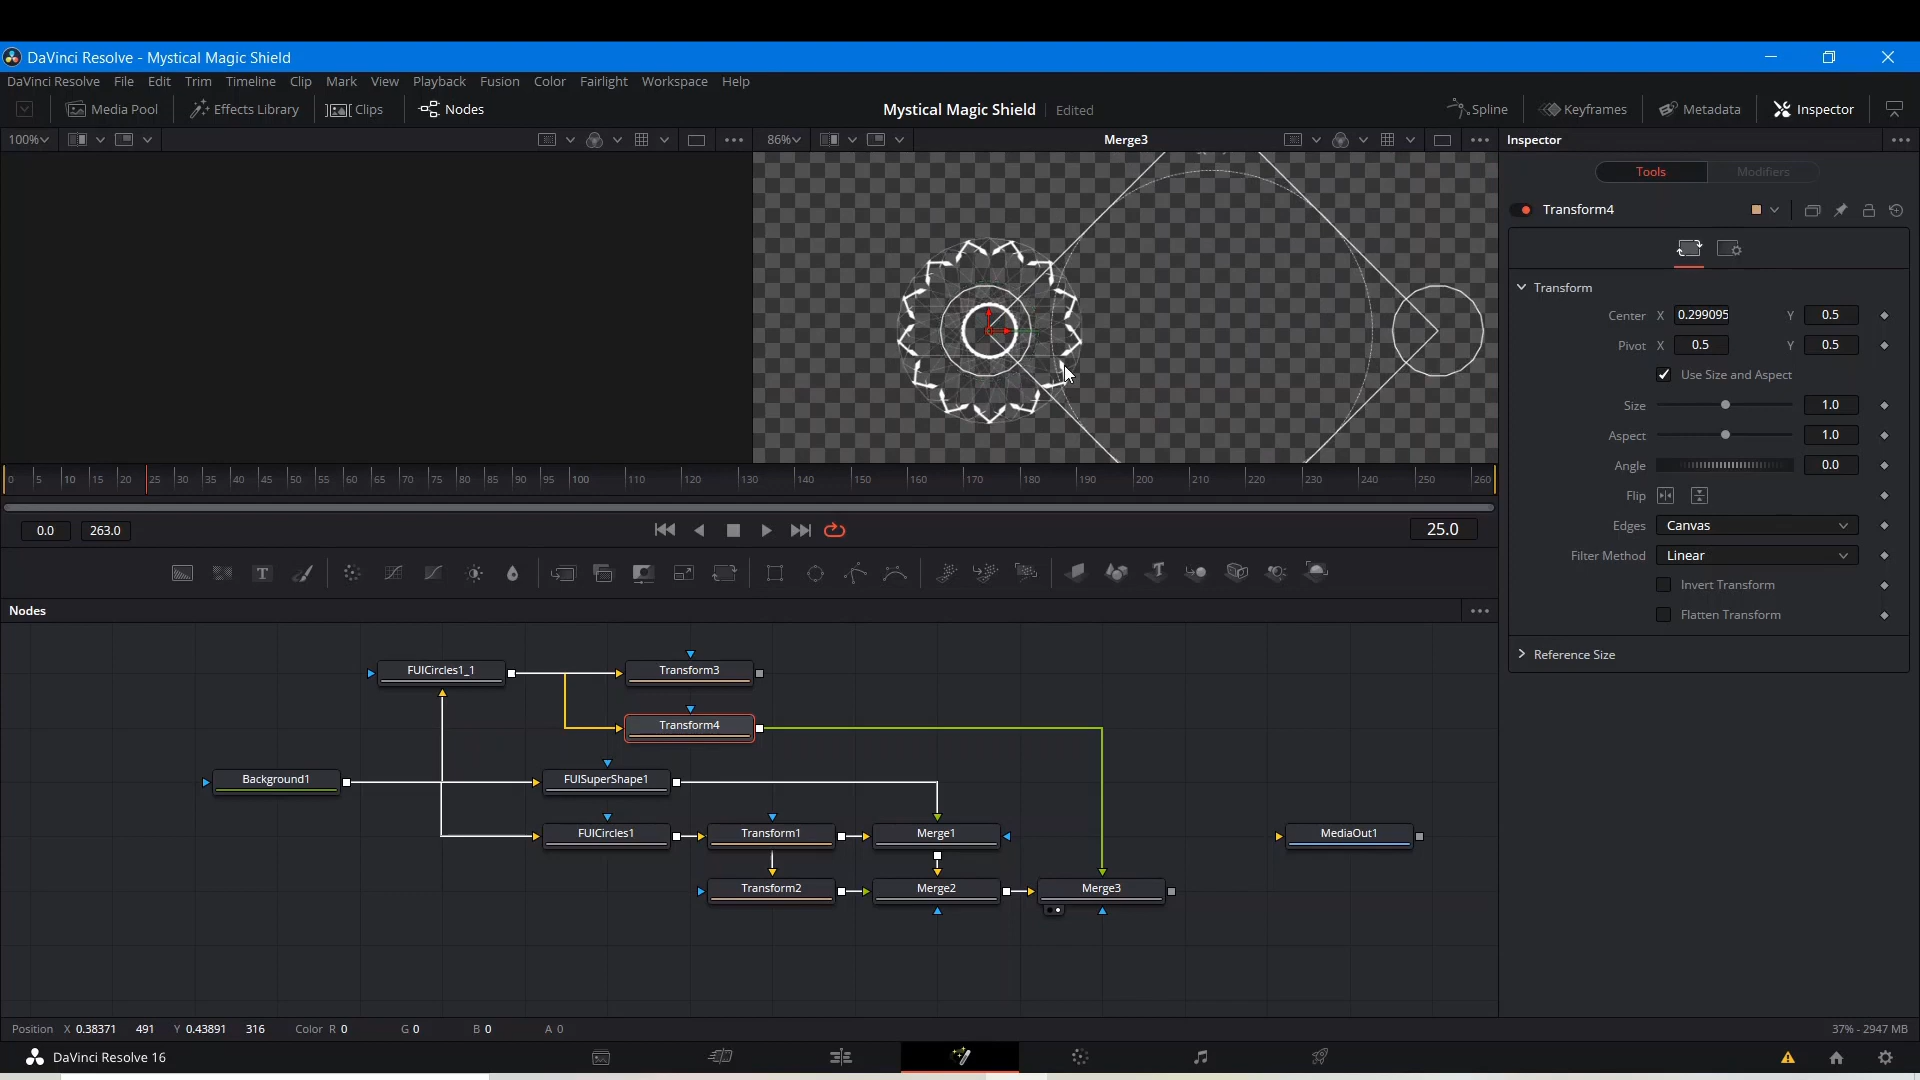 DaVinci Resolve - Mystical Magic Shield
DaVinci Resolve File Edit Trim Timeline Clip Mark View Playback Fusion Color Fairlight Workspace Help
Media Pool Effects Library Clips Nodes Mystical Magic Shield Edited Spline Keyframes Metadata Inspector
100% 86% Merge3 Inspector
Tools Modifiers
Transform4
Transform
Center X 0.299095 Y 0.5
Pivot X 0.5 Y 0.5
Use Size and Aspect
Size 1.0
Aspect 1.0
Angle 0.0
Flip
Edges Canvas
Filter Method Linear
Invert Transform
Flatten Transform
Reference Size
0 5 10 15 20 25 30 35 40 45 50 55 60 65 70 75 80 85 90 95 100 110 120 130 140 150 160 170 180 190 200 210 220 230 240 250 260
0.0 263.0 25.0
Nodes
FUICircles1_1 Transform3
Transform4
Background1 FUISuperShape1
FUICircles1 Transform1 Merge1 MediaOut1
Transform2 Merge2 Merge3
Position X 0.38371 491 Y 0.43891 316 Color R 0 G 0 B 0 A 0 37% - 2947 MB
DaVinci Resolve 16